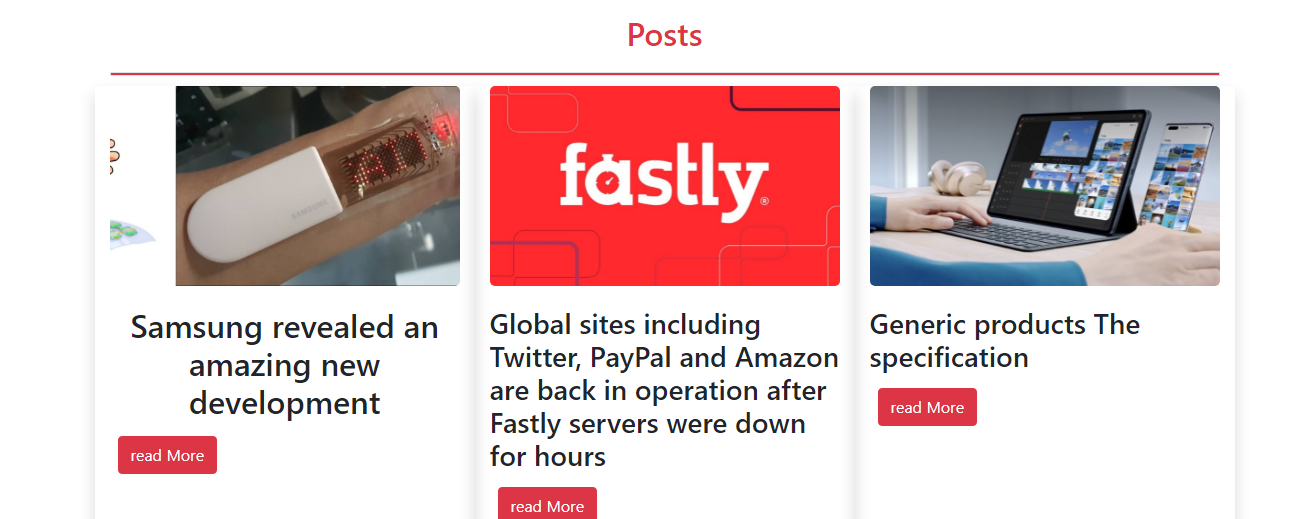 Posts
SAMSUNG
fastly®
Samsung revealed an
amazing new
development
read More
Global sites including
Twitter, PayPal and Amazon
are back in operation after
Fastly servers were down
for hours
read More
Generic products The
specification
read More